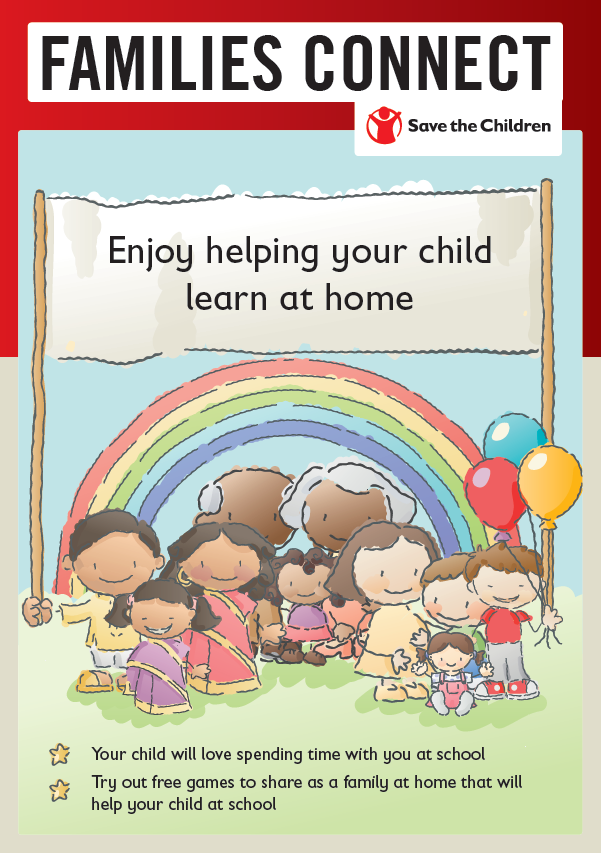 FAMILIES CONNECT
Save the Children
Enjoy helping your child
learn at home
Your child will love spending time with you at school
Try out free games to share as a family at home that will
help your child at school